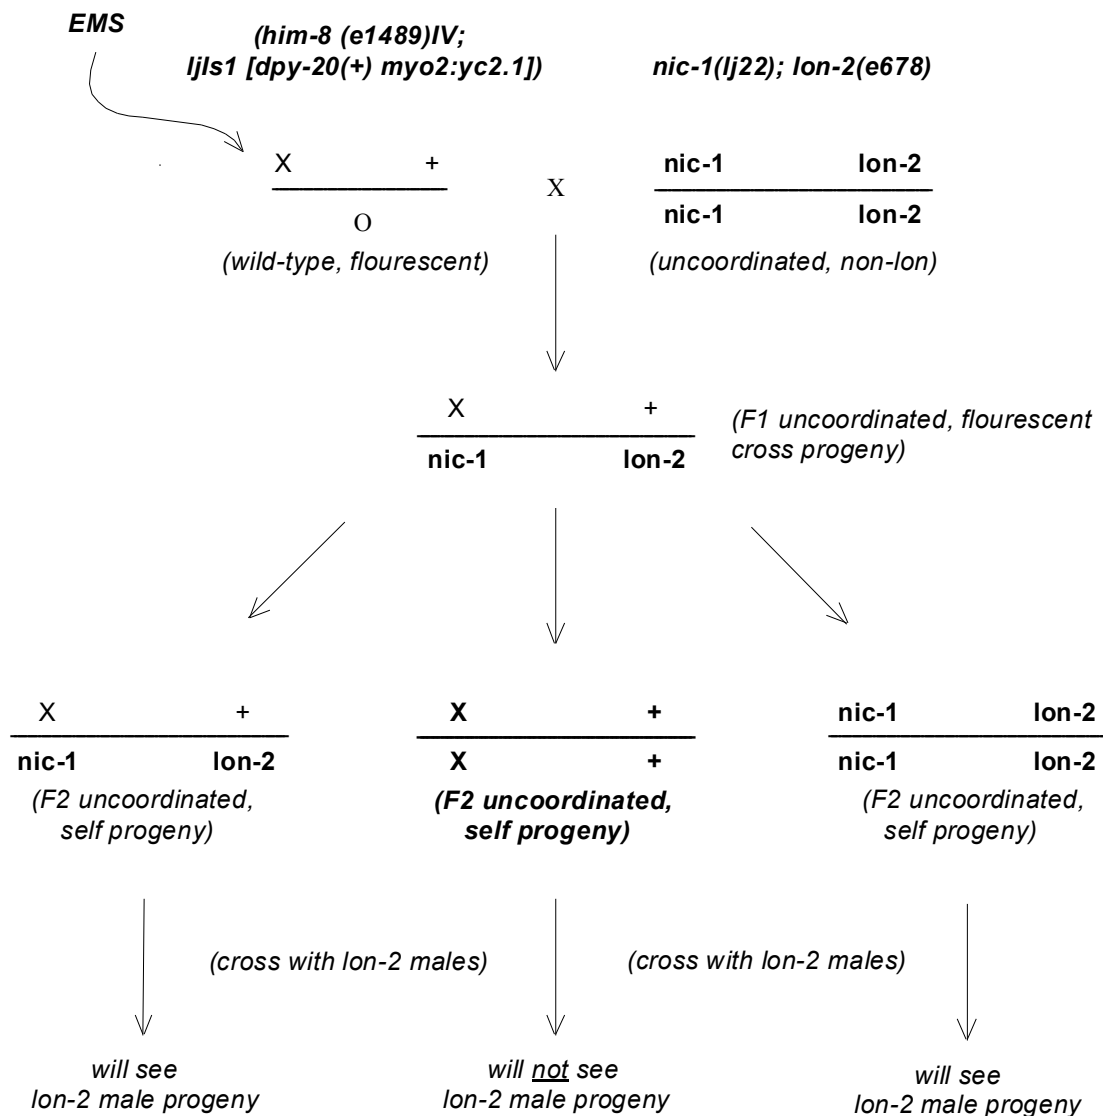 EMS
(him-8 (e1489)IV;
ljIs1 [dpy-20(+) myo2:yc2.1])
nic-1(lj22); lon-2(e678)
X +
O
(wild-type, flourescent)
X
nic-1 lon-2
nic-1 lon-2
(uncoordinated, non-lon)
X +
nic-1 lon-2
(F1 uncoordinated, flourescent
cross progeny)
X +
nic-1 lon-2
(F2 uncoordinated,
self progeny)
X +
X +
(F2 uncoordinated,
self progeny)
nic-1 lon-2
nic-1 lon-2
(F2 uncoordinated,
self progeny)
(cross with lon-2 males)
(cross with lon-2 males)
will see
lon-2 male progeny
will not see
lon-2 male progeny
will see
lon-2 male progeny